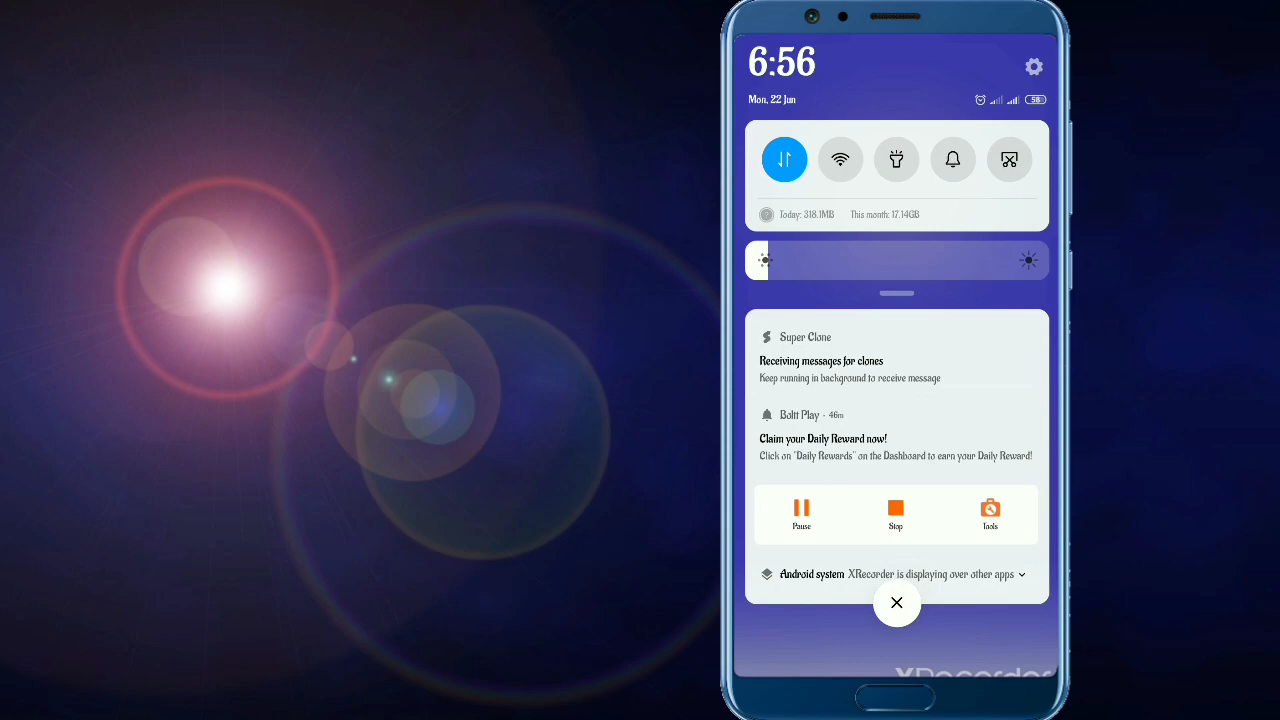 6:56
Mon, 22 Jun
58
Today: 318.1MB This month: 17.14GB
Super Clone
Receiving messages for clones
Keep running in background to receive message
Boltt Play · 46m
Claim your Daily Reward now!
Click on "Daily Rewards" on the Dashboard to earn your Daily Reward!
Pause Stop Tools
Android system XRecorder is displaying over other apps
XRecorder